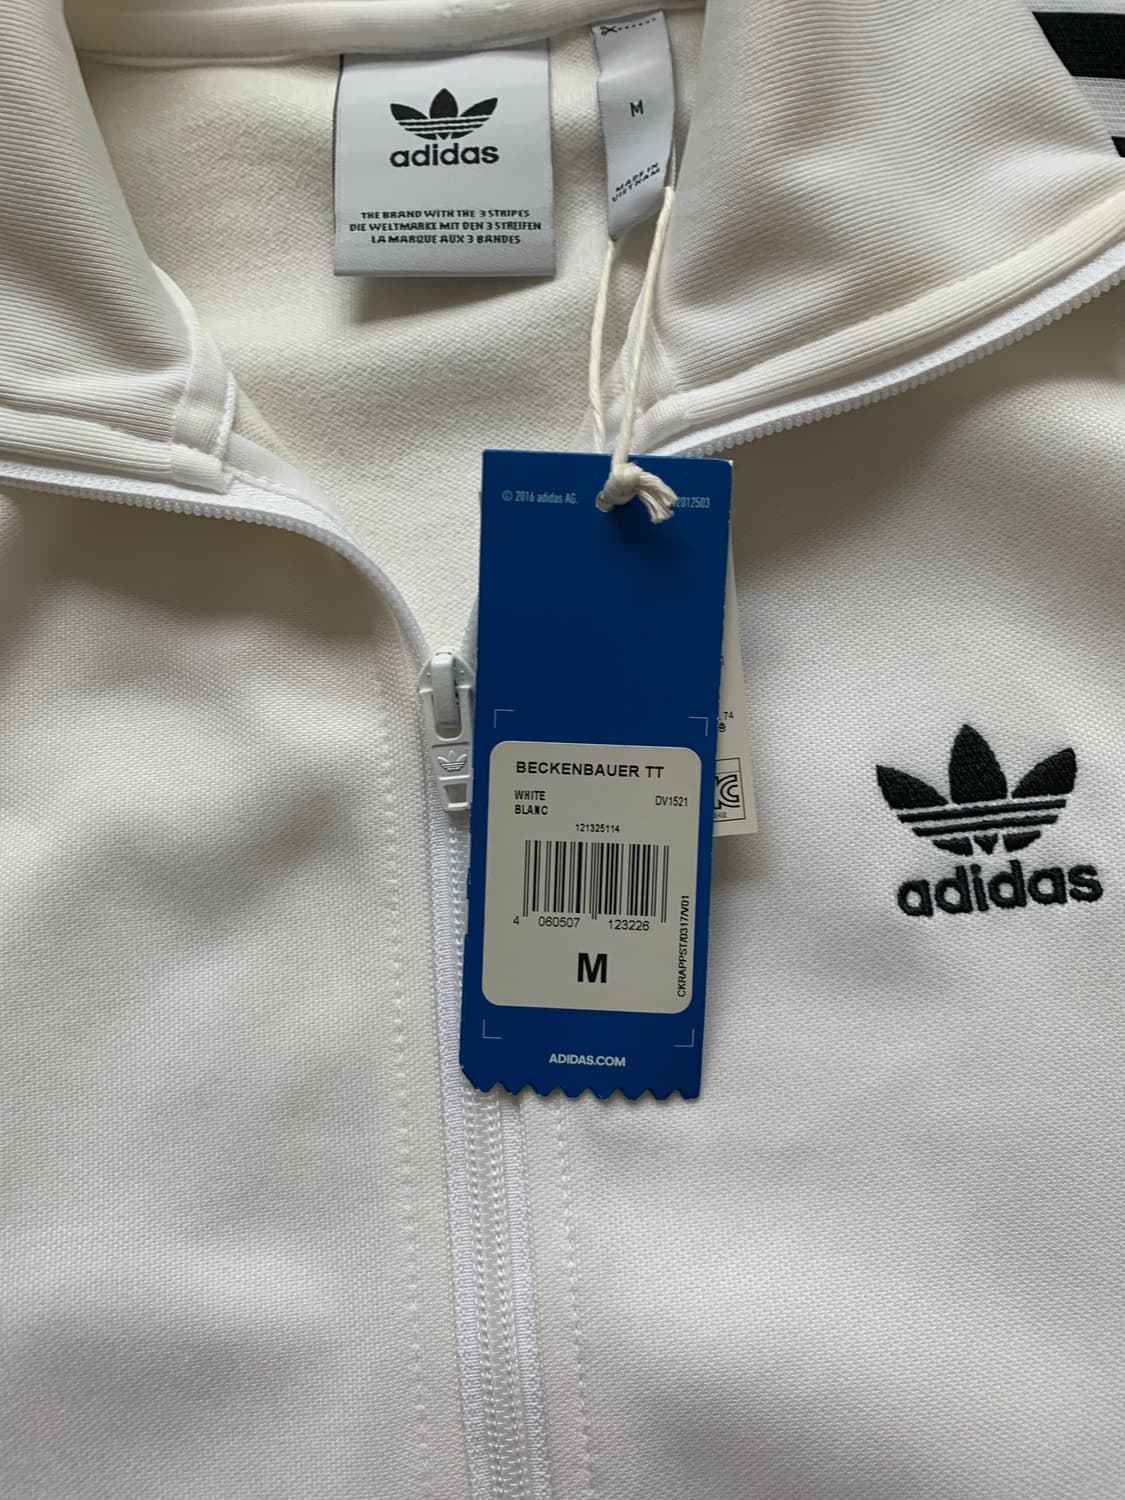 adidas
THE BRAND WITH THE 3 STRIPES
DIE WELTMARKE MIT DEN 3 STREIFEN
LA MARQUE AUX 3 BANDES
M
MADE IN
VIETNAM
© 2016 adidas AG.
2012503
74
BECKENBAUER TT
WHITE
BLANC
DV1521
121325114
4 060507 123226
M
CKRAPPST/0317/V01
ADIDAS.COM
adidas